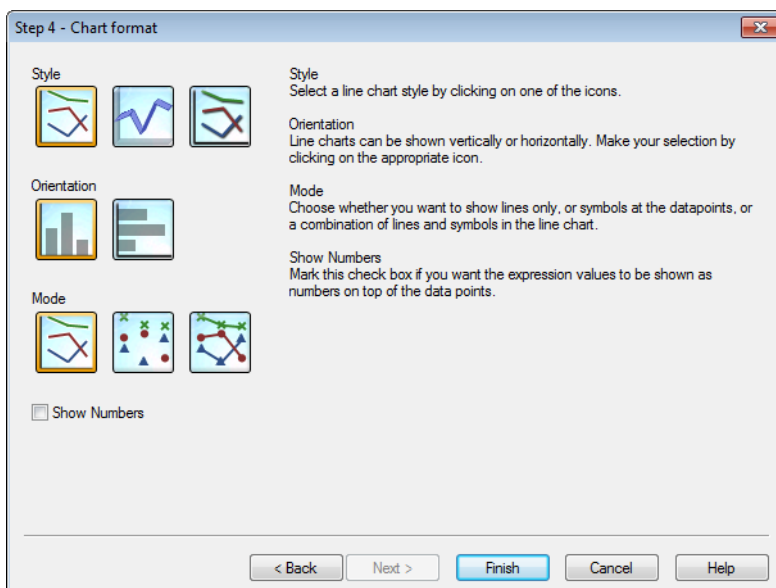 Step 4 - Chart format
Style
Style
Select a line chart style by clicking on one of the icons.
Orientation
Line charts can be shown vertically or horizontally. Make your selection by
clicking on the appropriate icon.
Orientation
Mode
Choose whether you want to show lines only, or symbols at the datapoints, or
a combination of lines and symbols in the line chart.
Show Numbers
Mark this check box if you want the expression values to be shown as
numbers on top of the data points.
Mode
Show Numbers
< Back
Next >
Finish
Cancel
Help